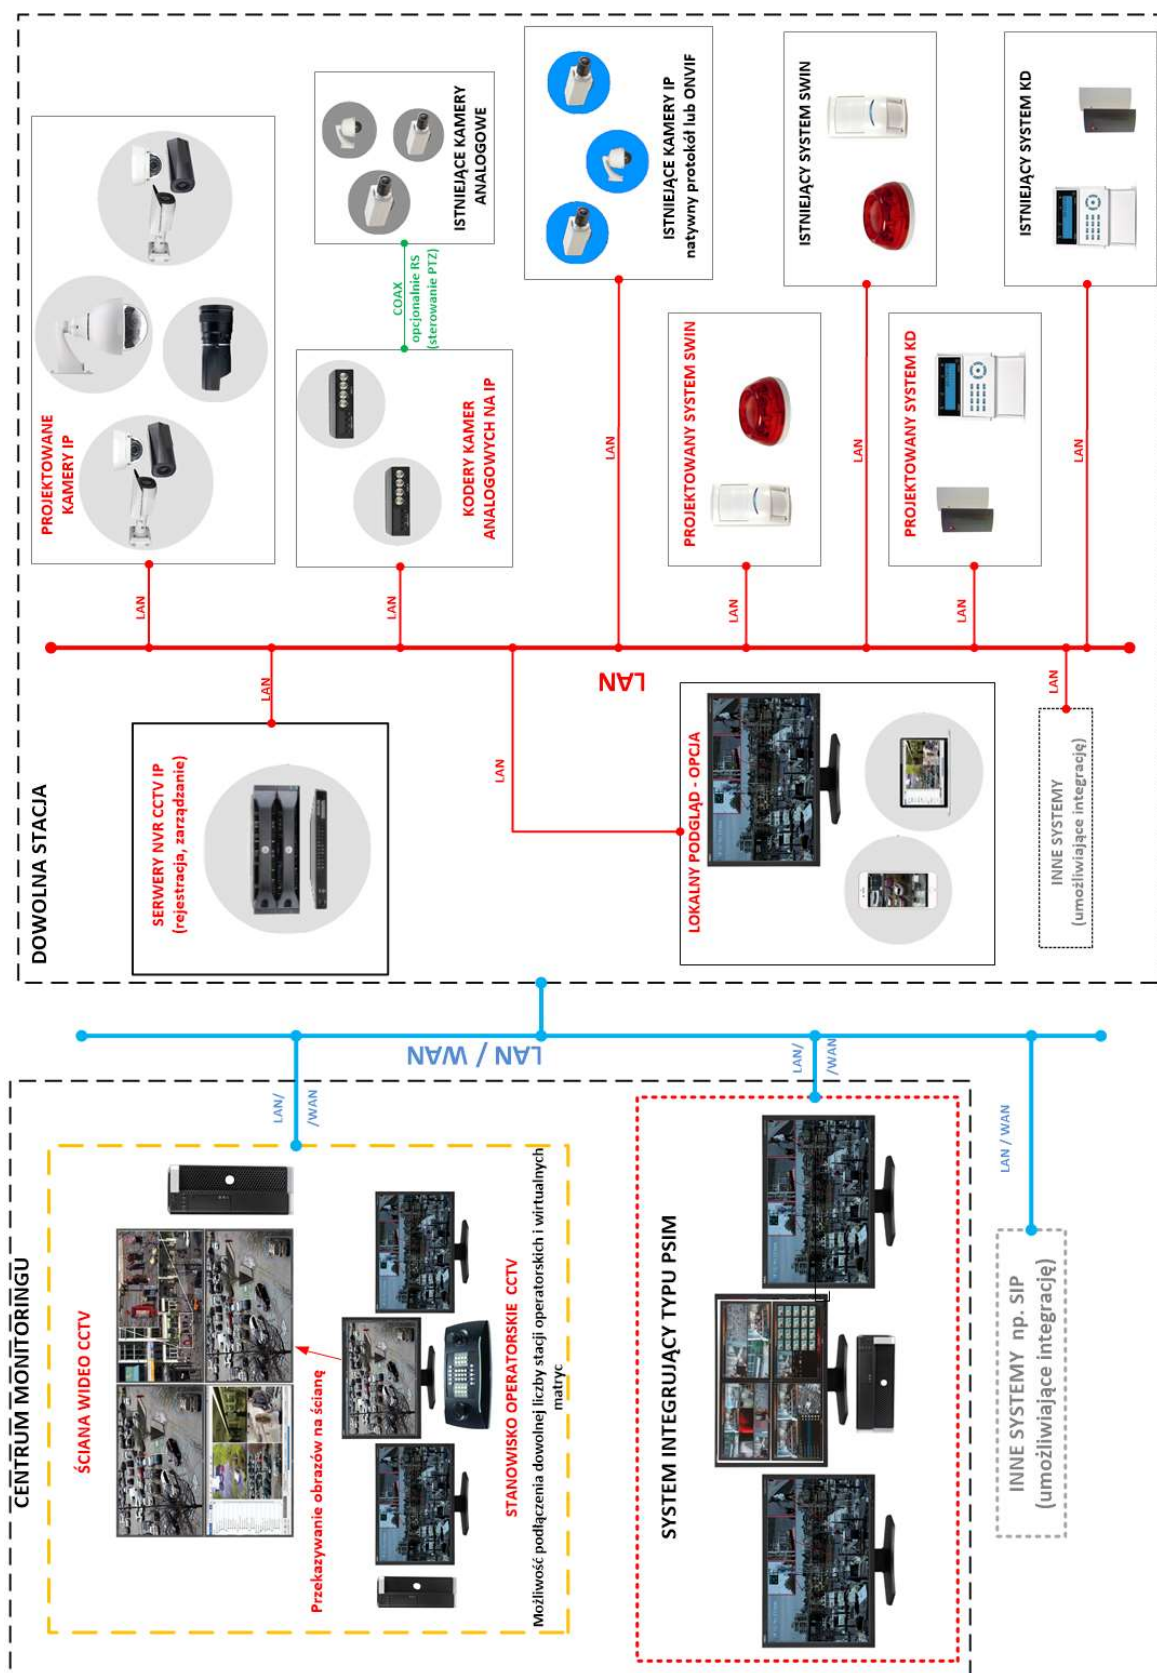 CENTRUM MONITORINGU
ŚCIANA WIDEO CCTV
Przekazywanie obrazów na ścianę
STANOWISKO OPERATORSKIE CCTV
Możliwość podłączenia dowolnej liczby stacji operatorskich i wirtualnych
matryc
LAN/
/WAN
SYSTEM INTEGRUJĄCY TYPU PSIM
LAN/
/WAN
INNE SYSTEMY np. SIP
(umożliwiające integrację)
LAN / WAN
LAN / WAN
DOWOLNA STACJA
SERWERY NVR CCTV IP
(rejestracja, zarządzanie)
LAN
LOKALNY PODGLĄD - OPCJA
LAN
INNE SYSTEMY
(umożliwiające integrację)
LAN
LAN
PROJEKTOWANE
KAMERY IP
LAN
KODERY KAMER
ANALOGOWYCH NA IP
LAN
COAX
opcjonalnie RS
(sterowanie PTZ)
ISTNIEJĄCE KAMERY
ANALOGOWE
ISTNIEJĄCE KAMERY IP
natywny protokół lub ONVIF
LAN
PROJEKTOWANY SYSTEM SWIN
LAN
ISTNIEJĄCY SYSTEM SWIN
LAN
PROJEKTOWANY SYSTEM KD
LAN
ISTNIEJĄCY SYSTEM KD
LAN